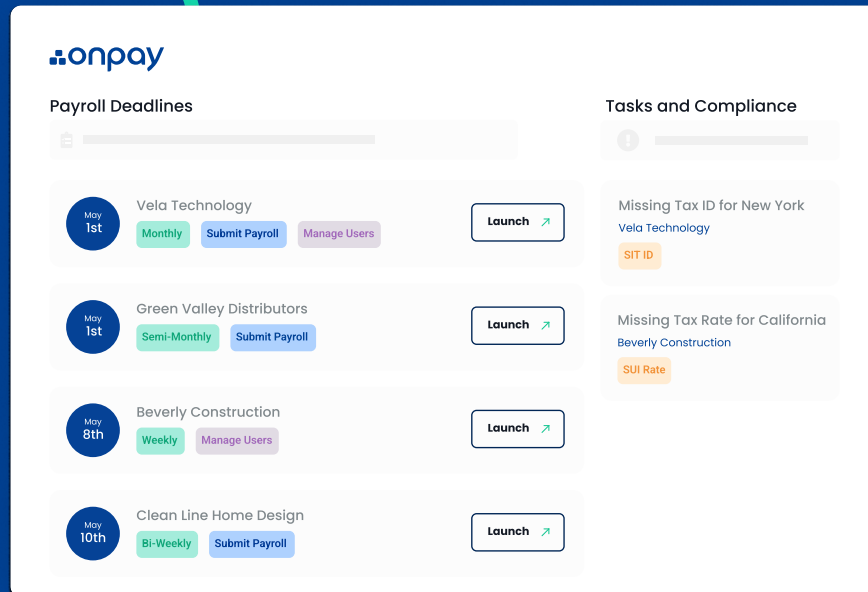 onpay
Payroll Deadlines
May
1st
Vela Technology
Monthly Submit Payroll Manage Users
Launch
May
1st
Green Valley Distributors
Semi-Monthly Submit Payroll
Launch
May
8th
Beverly Construction
Weekly Manage Users
Launch
May
10th
Clean Line Home Design
Bi-Weekly Submit Payroll
Launch
Tasks and Compliance
Missing Tax ID for New York
Vela Technology
SIT ID
Missing Tax Rate for California
Beverly Construction
SUI Rate